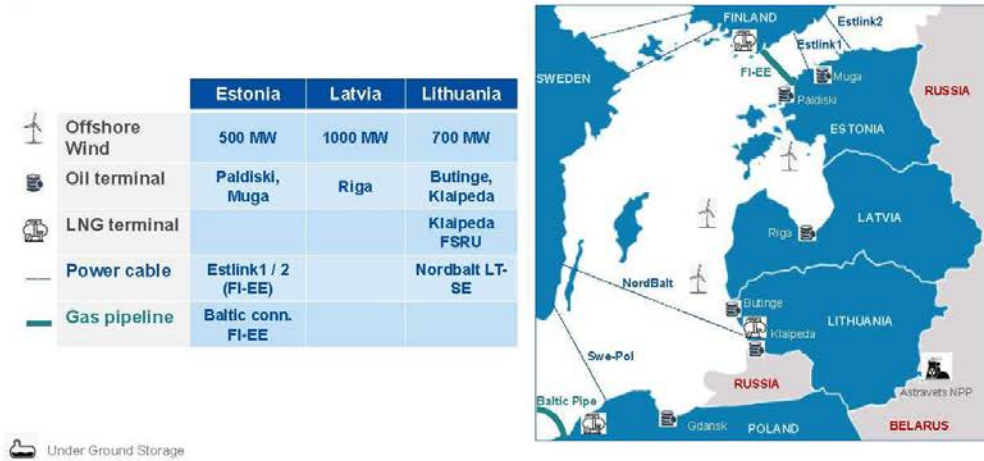 Estonia
Latvia
Lithuania
Offshore
Wind
500 MW
1000 MW
700 MW
Oil terminal
Paldiski,
Muga
Riga
Butinge,
Klaipeda
LNG terminal
Klaipeda
FSRU
Power cable
Estlink1 / 2
(FI-EE)
Nordbalt LT-
SE
Gas pipeline
Baltic conn.
FI-EE
Under Ground Storage
FINLAND
Estlink2
Estlink1
SWEDEN
FI-EE
Muga
Paldiski
RUSSIA
ESTONIA
LATVIA
Riga
NordBalt
Butinge
LITHUANIA
Klaipeda
Swe-Pol
RUSSIA
Astravets NPP
Baltic Pipe
Gdansk
POLAND
BELARUS